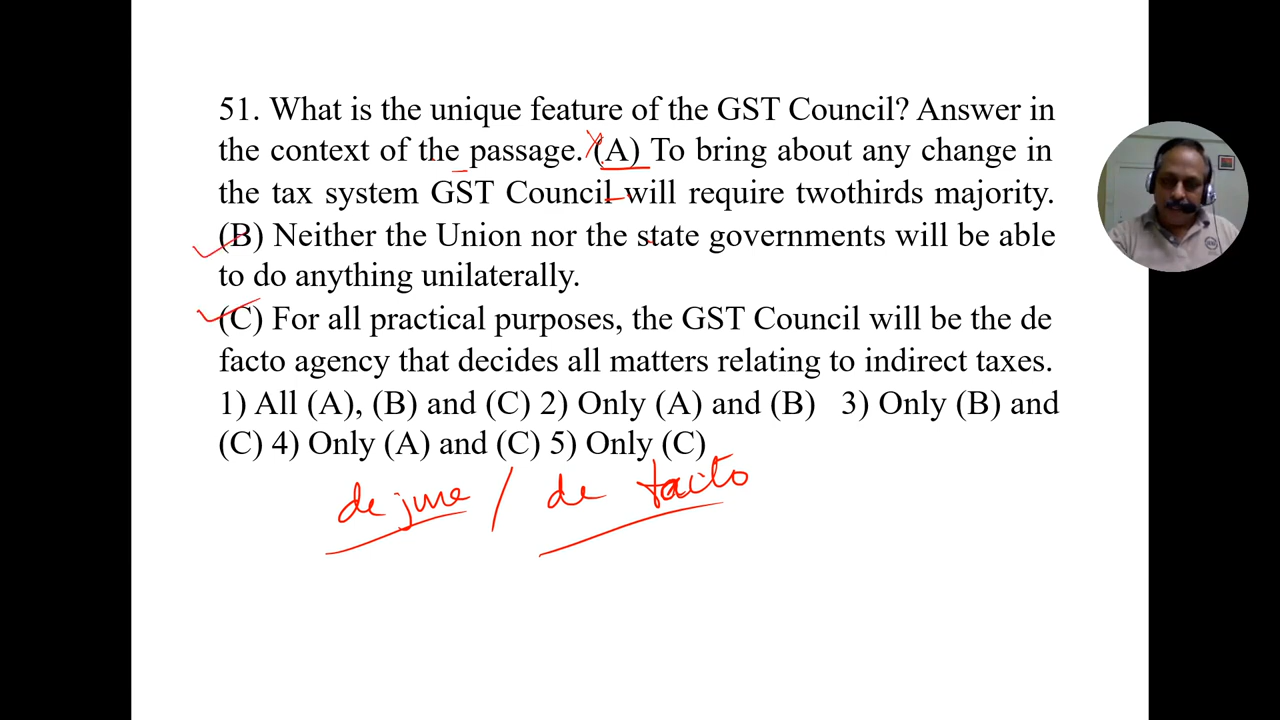 51. What is the unique feature of the GST Council? Answer in
the context of the passage. (A) To bring about any change in
the tax system GST Council will require twothirds majority.
(B) Neither the Union nor the state governments will be able
to do anything unilaterally.
(C) For all practical purposes, the GST Council will be the de
facto agency that decides all matters relating to indirect taxes.
1) All (A), (B) and (C) 2) Only (A) and (B) 3) Only (B) and
(C) 4) Only (A) and (C) 5) Only (C)
de jure / de facto